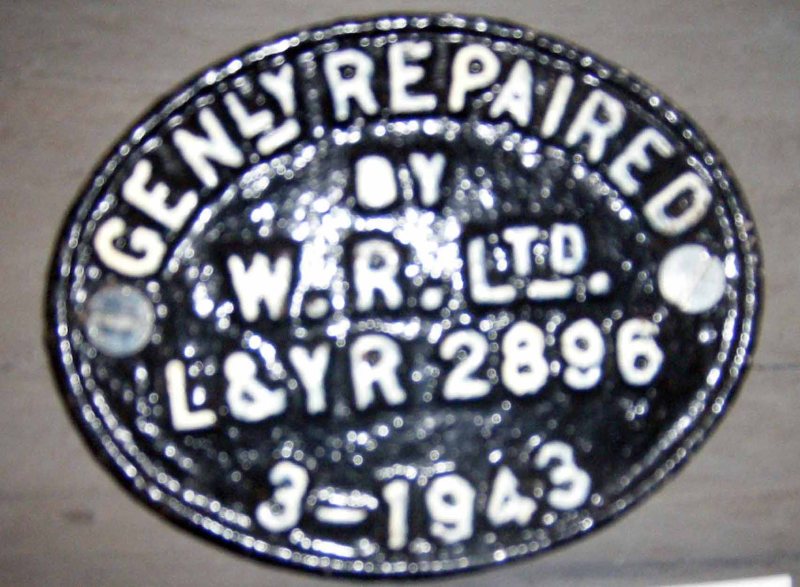 GENLY REPAIRED
BY
W.R. LTD.
L&YR 2896
3-1943